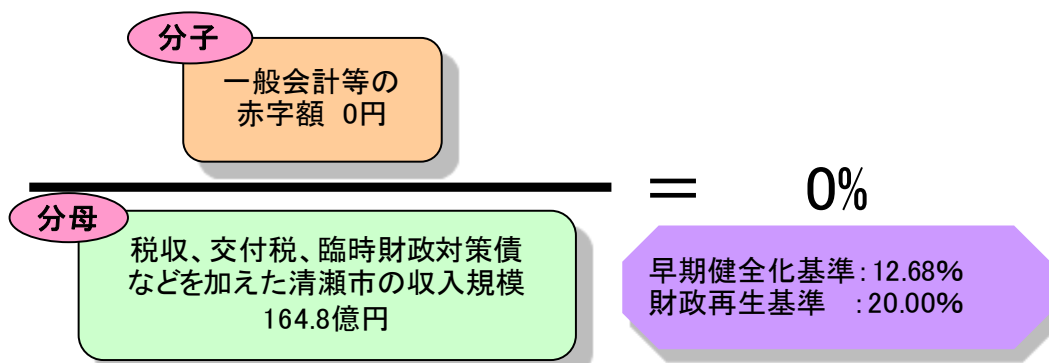 分子
一般会計等の
赤字額 0円
＝ 0%
分母
税収、交付税、臨時財政対策債
などを加えた清瀬市の収入規模
164.8億円
早期健全化基準：12.68%
財政再生基準 ：20.00%